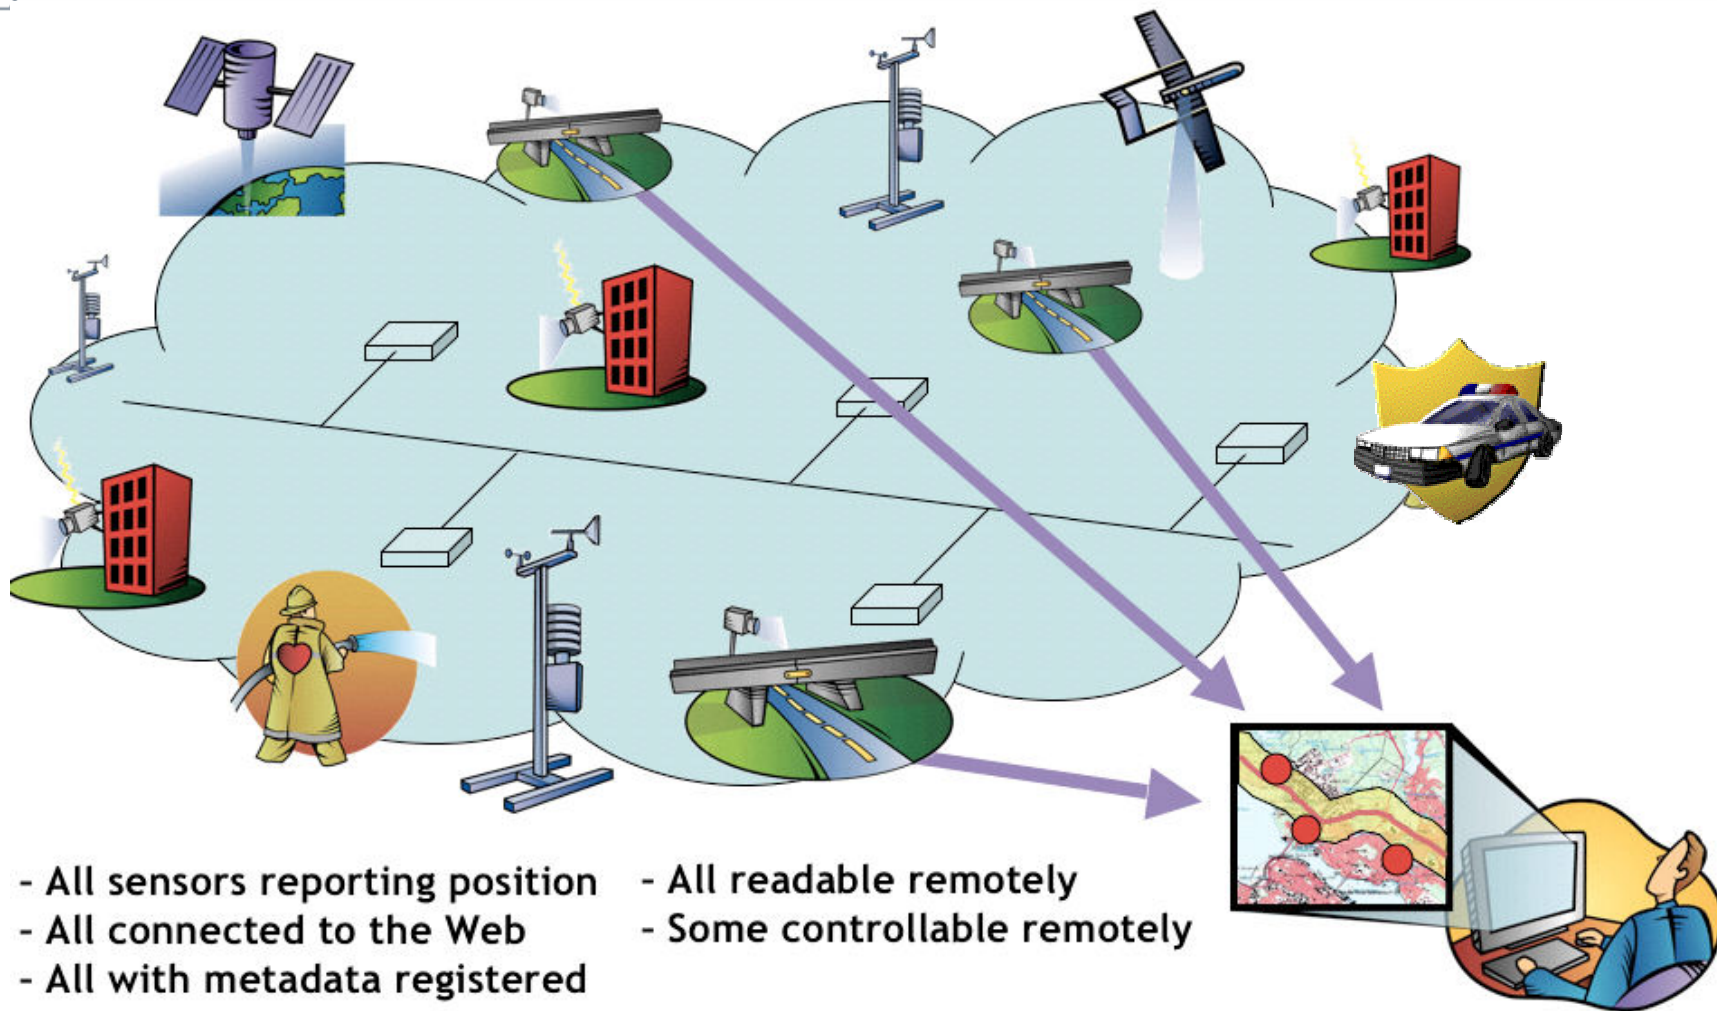 - All sensors reporting position
- All connected to the Web
- All with metadata registered
- All readable remotely
- Some controllable remotely